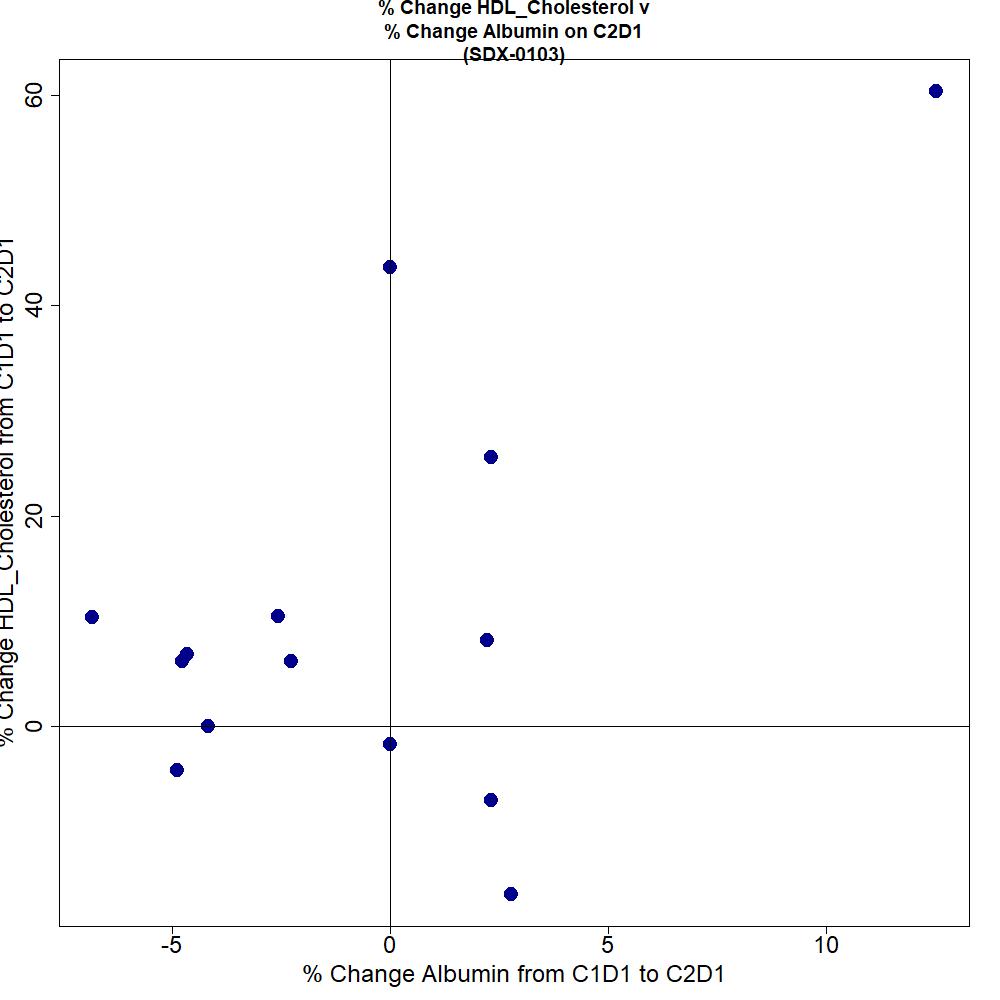 % Change HDL_Cholesterol v
% Change Albumin on C2D1
(SDX-0103)
% Change HDL_Cholesterol from C1D1 to C2D1
60
40
20
0
-5
0
5
10
% Change Albumin from C1D1 to C2D1